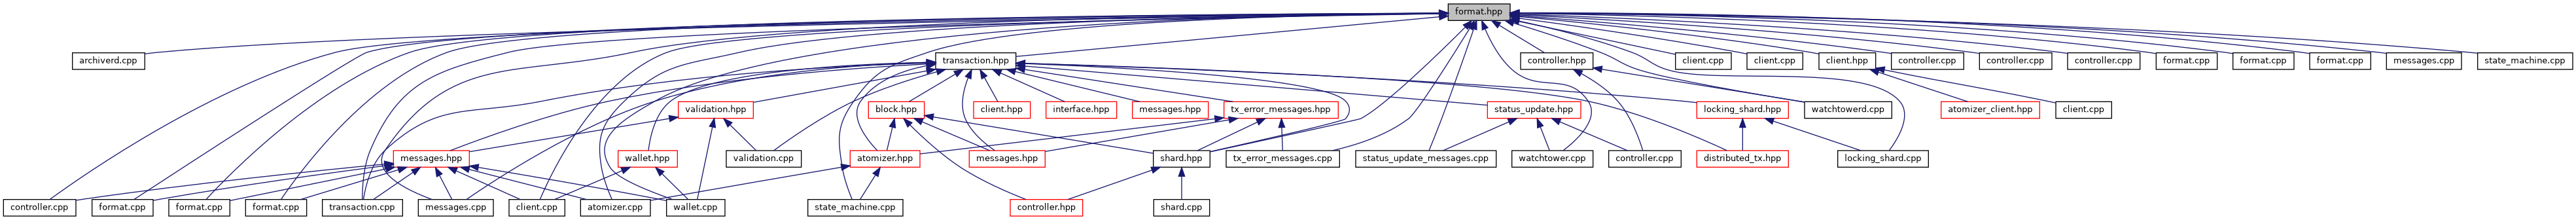 format.hpp
archiverd.cpp
transaction.hpp
controller.hpp
client.cpp
client.cpp
client.hpp
controller.cpp
controller.cpp
controller.cpp
format.cpp
format.cpp
format.cpp
messages.cpp
state_machine.cpp
validation.hpp
block.hpp
client.hpp
interface.hpp
messages.hpp
tx_error_messages.hpp
status_update.hpp
locking_shard.hpp
watchtowerd.cpp
atomizer_client.hpp
client.cpp
messages.hpp
wallet.hpp
validation.cpp
atomizer.hpp
messages.hpp
shard.hpp
tx_error_messages.cpp
status_update_messages.cpp
watchtower.cpp
controller.cpp
distributed_tx.hpp
locking_shard.cpp
controller.cpp
format.cpp
format.cpp
format.cpp
transaction.cpp
messages.cpp
client.cpp
atomizer.cpp
wallet.cpp
state_machine.cpp
controller.hpp
shard.cpp